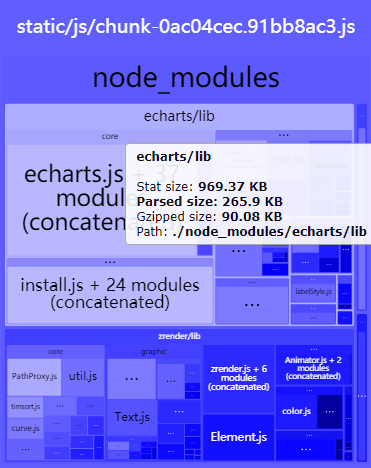 static/js/chunk-0ac04cec.91bb8ac3.js
node_modules
echarts/lib
core
...
echarts.js + 37
modules
(concatenated)
echarts/lib
Stat size: 969.37 KB
Parsed size: 265.9 KB
Gzipped size: 90.08 KB
Path: ./node_modules/echarts/lib
install.js + 24 modules
(concatenated)
...
labelStyle.js
...
zrender/lib
core
graphic
...
PathProxy.js
util.js
...
...
zrender.js + 6
modules
(concatenated)
Animator.js + 2
modules
(concatenated)
timsort.js
...
curve.js
Text.js
...
color.js
...
Element.js
...